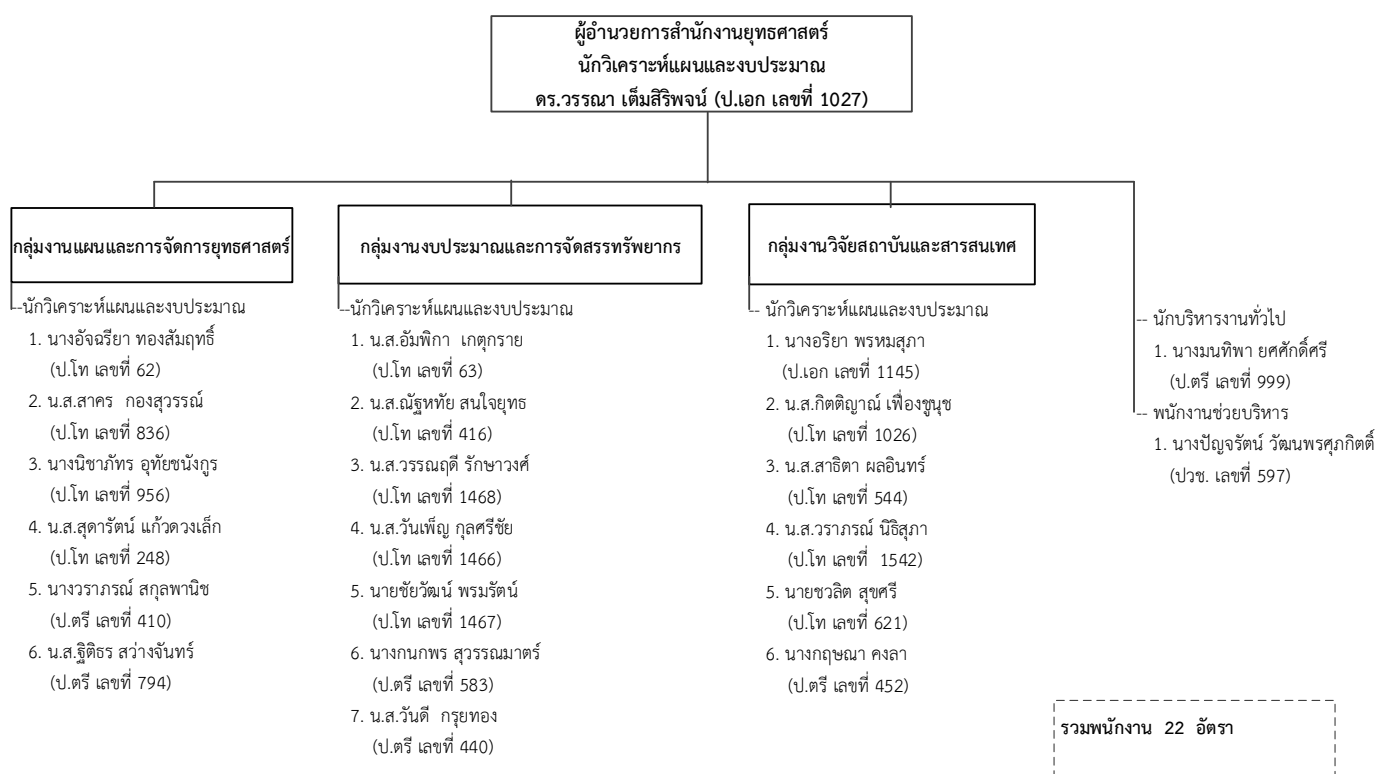 ผู้อำนวยการสำนักงานยุทธศาสตร์
นักวิเคราะห์แผนและงบประมาณ
ดร.วรรณา เต็มสิริพจน์ (ป.เอก เลขที่ 1027)
กลุ่มงานแผนและการจัดการยุทธศาสตร์
--นักวิเคราะห์แผนและงบประมาณ
1. นางอัจฉรียา ทองสัมฤทธิ์
(ป.โท เลขที่ 62)
2. น.ส.สาคร กองสุวรรณ์
(ป.โท เลขที่ 836)
3. นางนิชาภัทร อุทัยชนังกูร
(ป.โท เลขที่ 956)
4. น.ส.สุดารัตน์ แก้วดวงเล็ก
(ป.โท เลขที่ 248)
5. นางวราภรณ์ สกุลพานิช
(ป.ตรี เลขที่ 410)
6. น.ส.ฐิติธร สว่างจันทร์
(ป.ตรี เลขที่ 794)
กลุ่มงานงบประมาณและการจัดสรรทรัพยากร
--นักวิเคราะห์แผนและงบประมาณ
1. น.ส.อัมพิกา เกตุกราย
(ป.โท เลขที่ 63)
2. น.ส.ณัฐหทัย สนใจยุทธ
(ป.โท เลขที่ 416)
3. น.ส.วรรณฤดี รักษาวงศ์
(ป.โท เลขที่ 1468)
4. น.ส.วันเพ็ญ กุลศรีชัย
(ป.โท เลขที่ 1466)
5. นายชัยวัฒน์ พรมรัตน์
(ป.โท เลขที่ 1467)
6. นางกนกพร สุวรรณมาตร์
(ป.ตรี เลขที่ 583)
7. น.ส.วันดี กรุยทอง
(ป.ตรี เลขที่ 440)
กลุ่มงานวิจัยสถาบันและสารสนเทศ
-- นักวิเคราะห์แผนและงบประมาณ
1. นางอริยา พรหมสุภา
(ป.เอก เลขที่ 1145)
2. น.ส.กิตติญาณ์ เฟื่องชูนุช
(ป.โท เลขที่ 1026)
3. น.ส.สาธิตา ผลอินทร์
(ป.โท เลขที่ 544)
4. น.ส.วราภรณ์ นิธิสุภา
(ป.โท เลขที่ 1542)
5. นายชวลิต สุขศรี
(ป.โท เลขที่ 621)
6. นางกฤษณา คงลา
(ป.ตรี เลขที่ 452)
-- นักบริหารงานทั่วไป
1. นางมนทิพา ยศศักดิ์ศรี
(ป.ตรี เลขที่ 999)
-- พนักงานช่วยบริหาร
1. นางปัญจรัตน์ วัฒนพรศุภกิตติ์
(ปวช. เลขที่ 597)
รวมพนักงาน 22 อัตรา